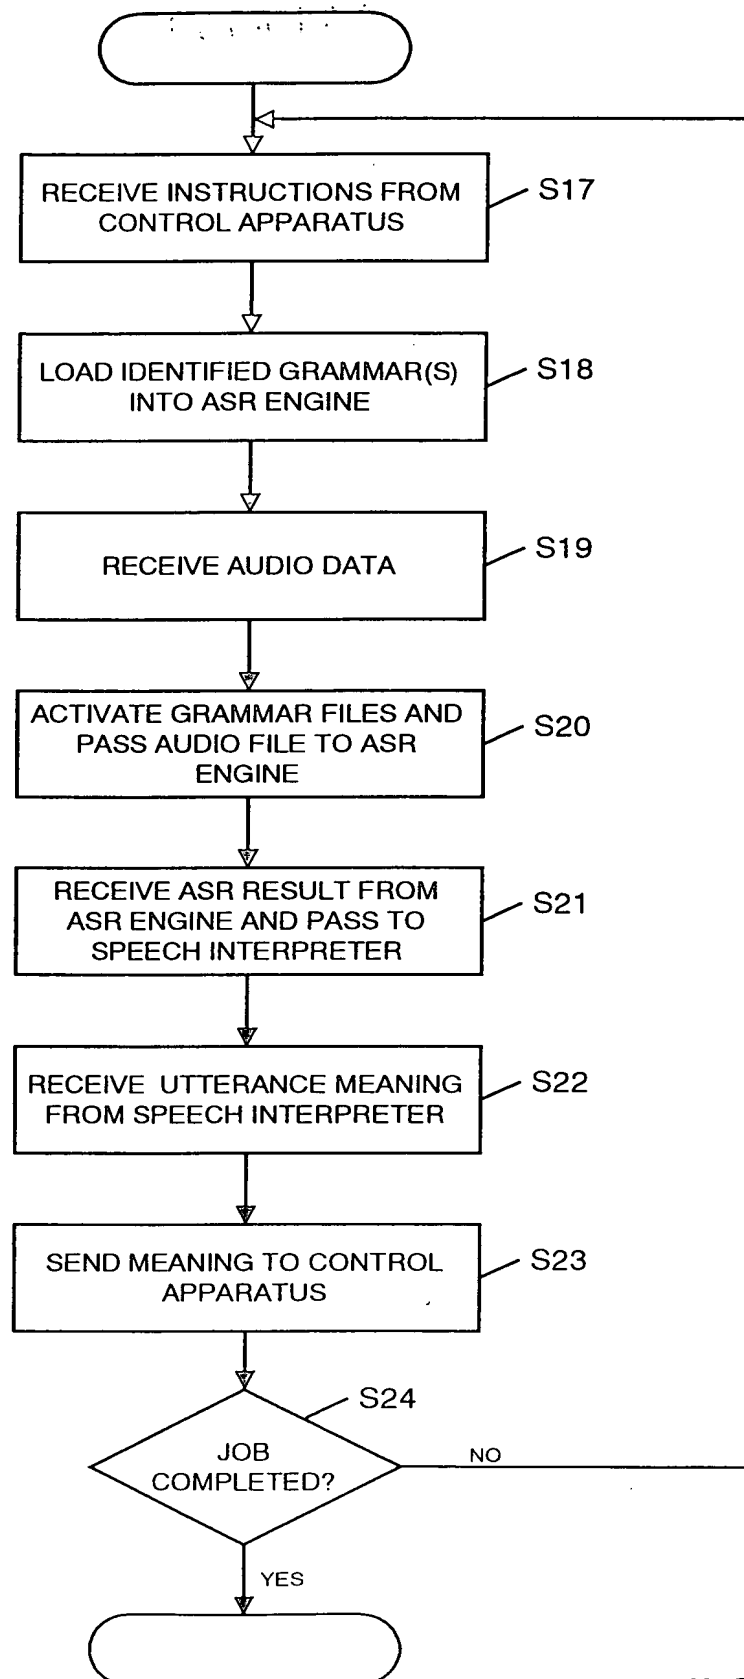 RECEIVE INSTRUCTIONS FROM
CONTROL APPARATUS
S17
LOAD IDENTIFIED GRAMMAR(S)
INTO ASR ENGINE
S18
RECEIVE AUDIO DATA
S19
ACTIVATE GRAMMAR FILES AND
PASS AUDIO FILE TO ASR
ENGINE
S20
RECEIVE ASR RESULT FROM
ASR ENGINE AND PASS TO
SPEECH INTERPRETER
S21
RECEIVE UTTERANCE MEANING
FROM SPEECH INTERPRETER
S22
SEND MEANING TO CONTROL
APPARATUS
S23
S24
JOB
COMPLETED?
NO
YES